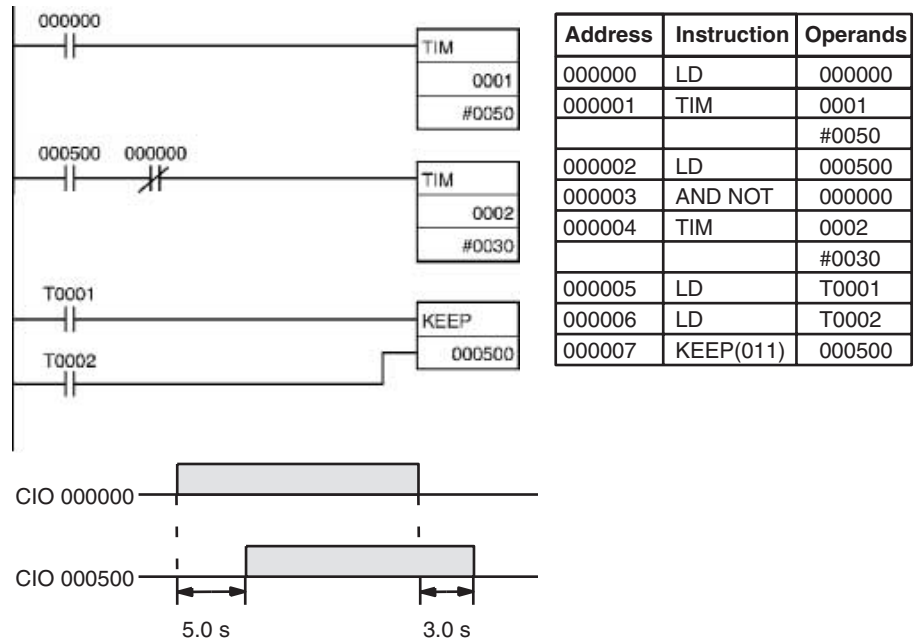 000000
TIM
0001
#0050
000500 000000
TIM
0002
#0030
T0001
KEEP
000500
T0002
Address Instruction Operands
000000 LD 000000
000001 TIM 0001
#0050
000002 LD 000500
000003 AND NOT 000000
000004 TIM 0002
#0030
000005 LD T0001
000006 LD T0002
000007 KEEP(011) 000500
CIO 000000
CIO 000500
5.0 s 3.0 s